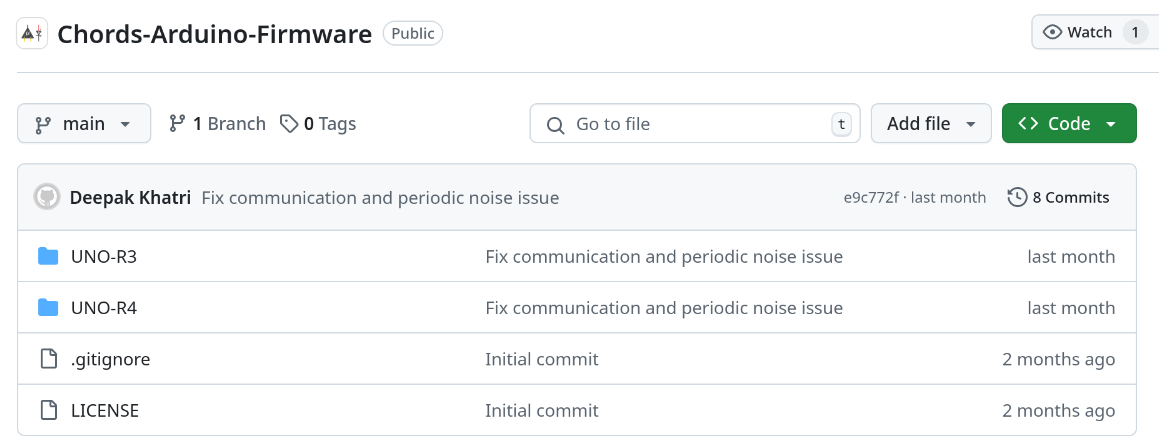 Chords-Arduino-Firmware Public Watch 1
main 1 Branch 0 Tags Go to file t Add file Code
Deepak Khatri Fix communication and periodic noise issue e9c772f · last month 8 Commits
UNO-R3 Fix communication and periodic noise issue last month
UNO-R4 Fix communication and periodic noise issue last month
.gitignore Initial commit 2 months ago
LICENSE Initial commit 2 months ago